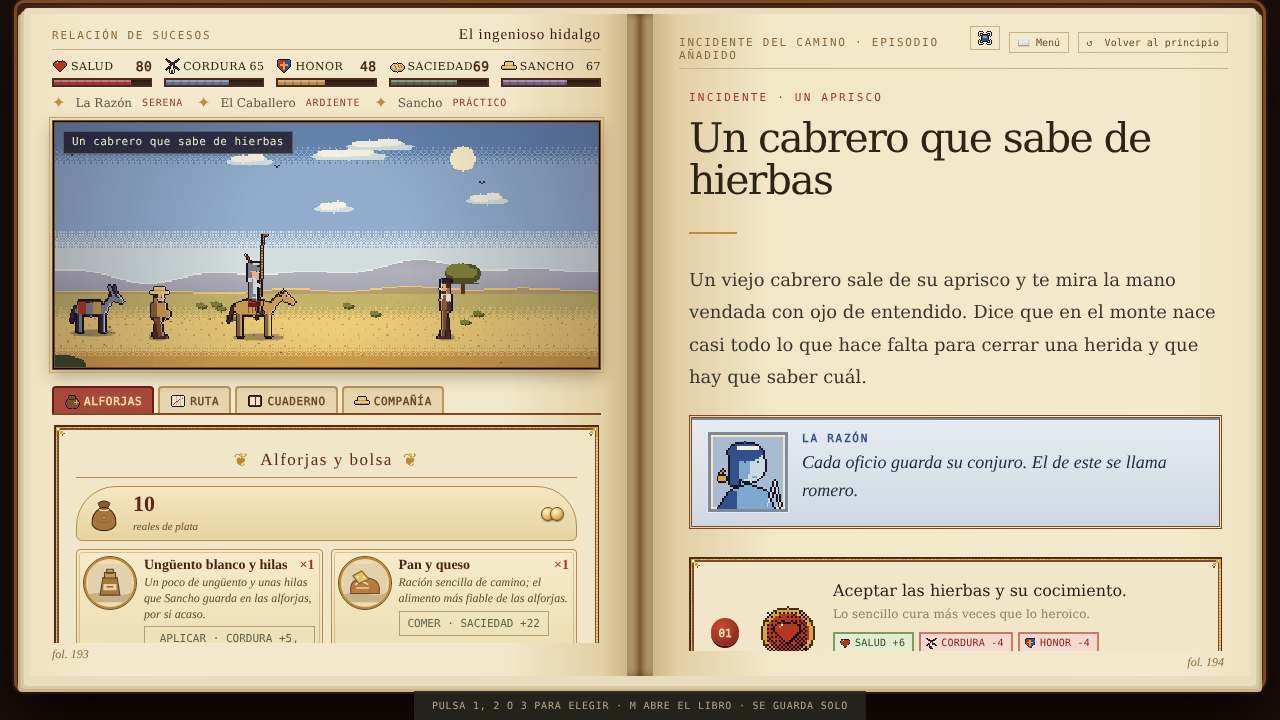 RELACIÓN DE SUCESOS
El ingenioso hidalgo
SALUD 80
CORDURA 65
HONOR 48
SACIEDAD 69
SANCHO 67
La Razón SERENA
El Caballero ARDIENTE
Sancho PRÁCTICO
Un cabrero que sabe de hierbas
ALFORJAS
RUTA
CUADERNO
COMPAÑÍA
Alforjas y bolsa
10
reales de plata
Ungüento blanco y hilas ×1
Un poco de ungüento y unas hilas
que Sancho guarda en las alforjas,
por si acaso.
APLICAR · CORDURA +5,
Pan y queso ×1
Ración sencilla de camino; el
alimento más fiable de las alforjas.
COMER · SACIEDAD +22
fol. 193
INCIDENTE DEL CAMINO · EPISODIO
AÑADIDO
📖 Menú
↺ Volver al principio
INCIDENTE · UN APRISCO
Un cabrero que sabe de
hierbas
Un viejo cabrero sale de su aprisco y te mira la mano
vendada con ojo de entendido. Dice que en el monte nace
casi todo lo que hace falta para cerrar una herida y que
hay que saber cuál.
LA RAZÓN
Cada oficio guarda su conjuro. El de este se llama
romero.
01
Aceptar las hierbas y su cocimiento.
Lo sencillo cura más veces que lo heroico.
SALUD +6
CORDURA -4
HONOR -4
fol. 194
PULSA 1, 2 O 3 PARA ELEGIR · M ABRE EL LIBRO · SE GUARDA SOLO